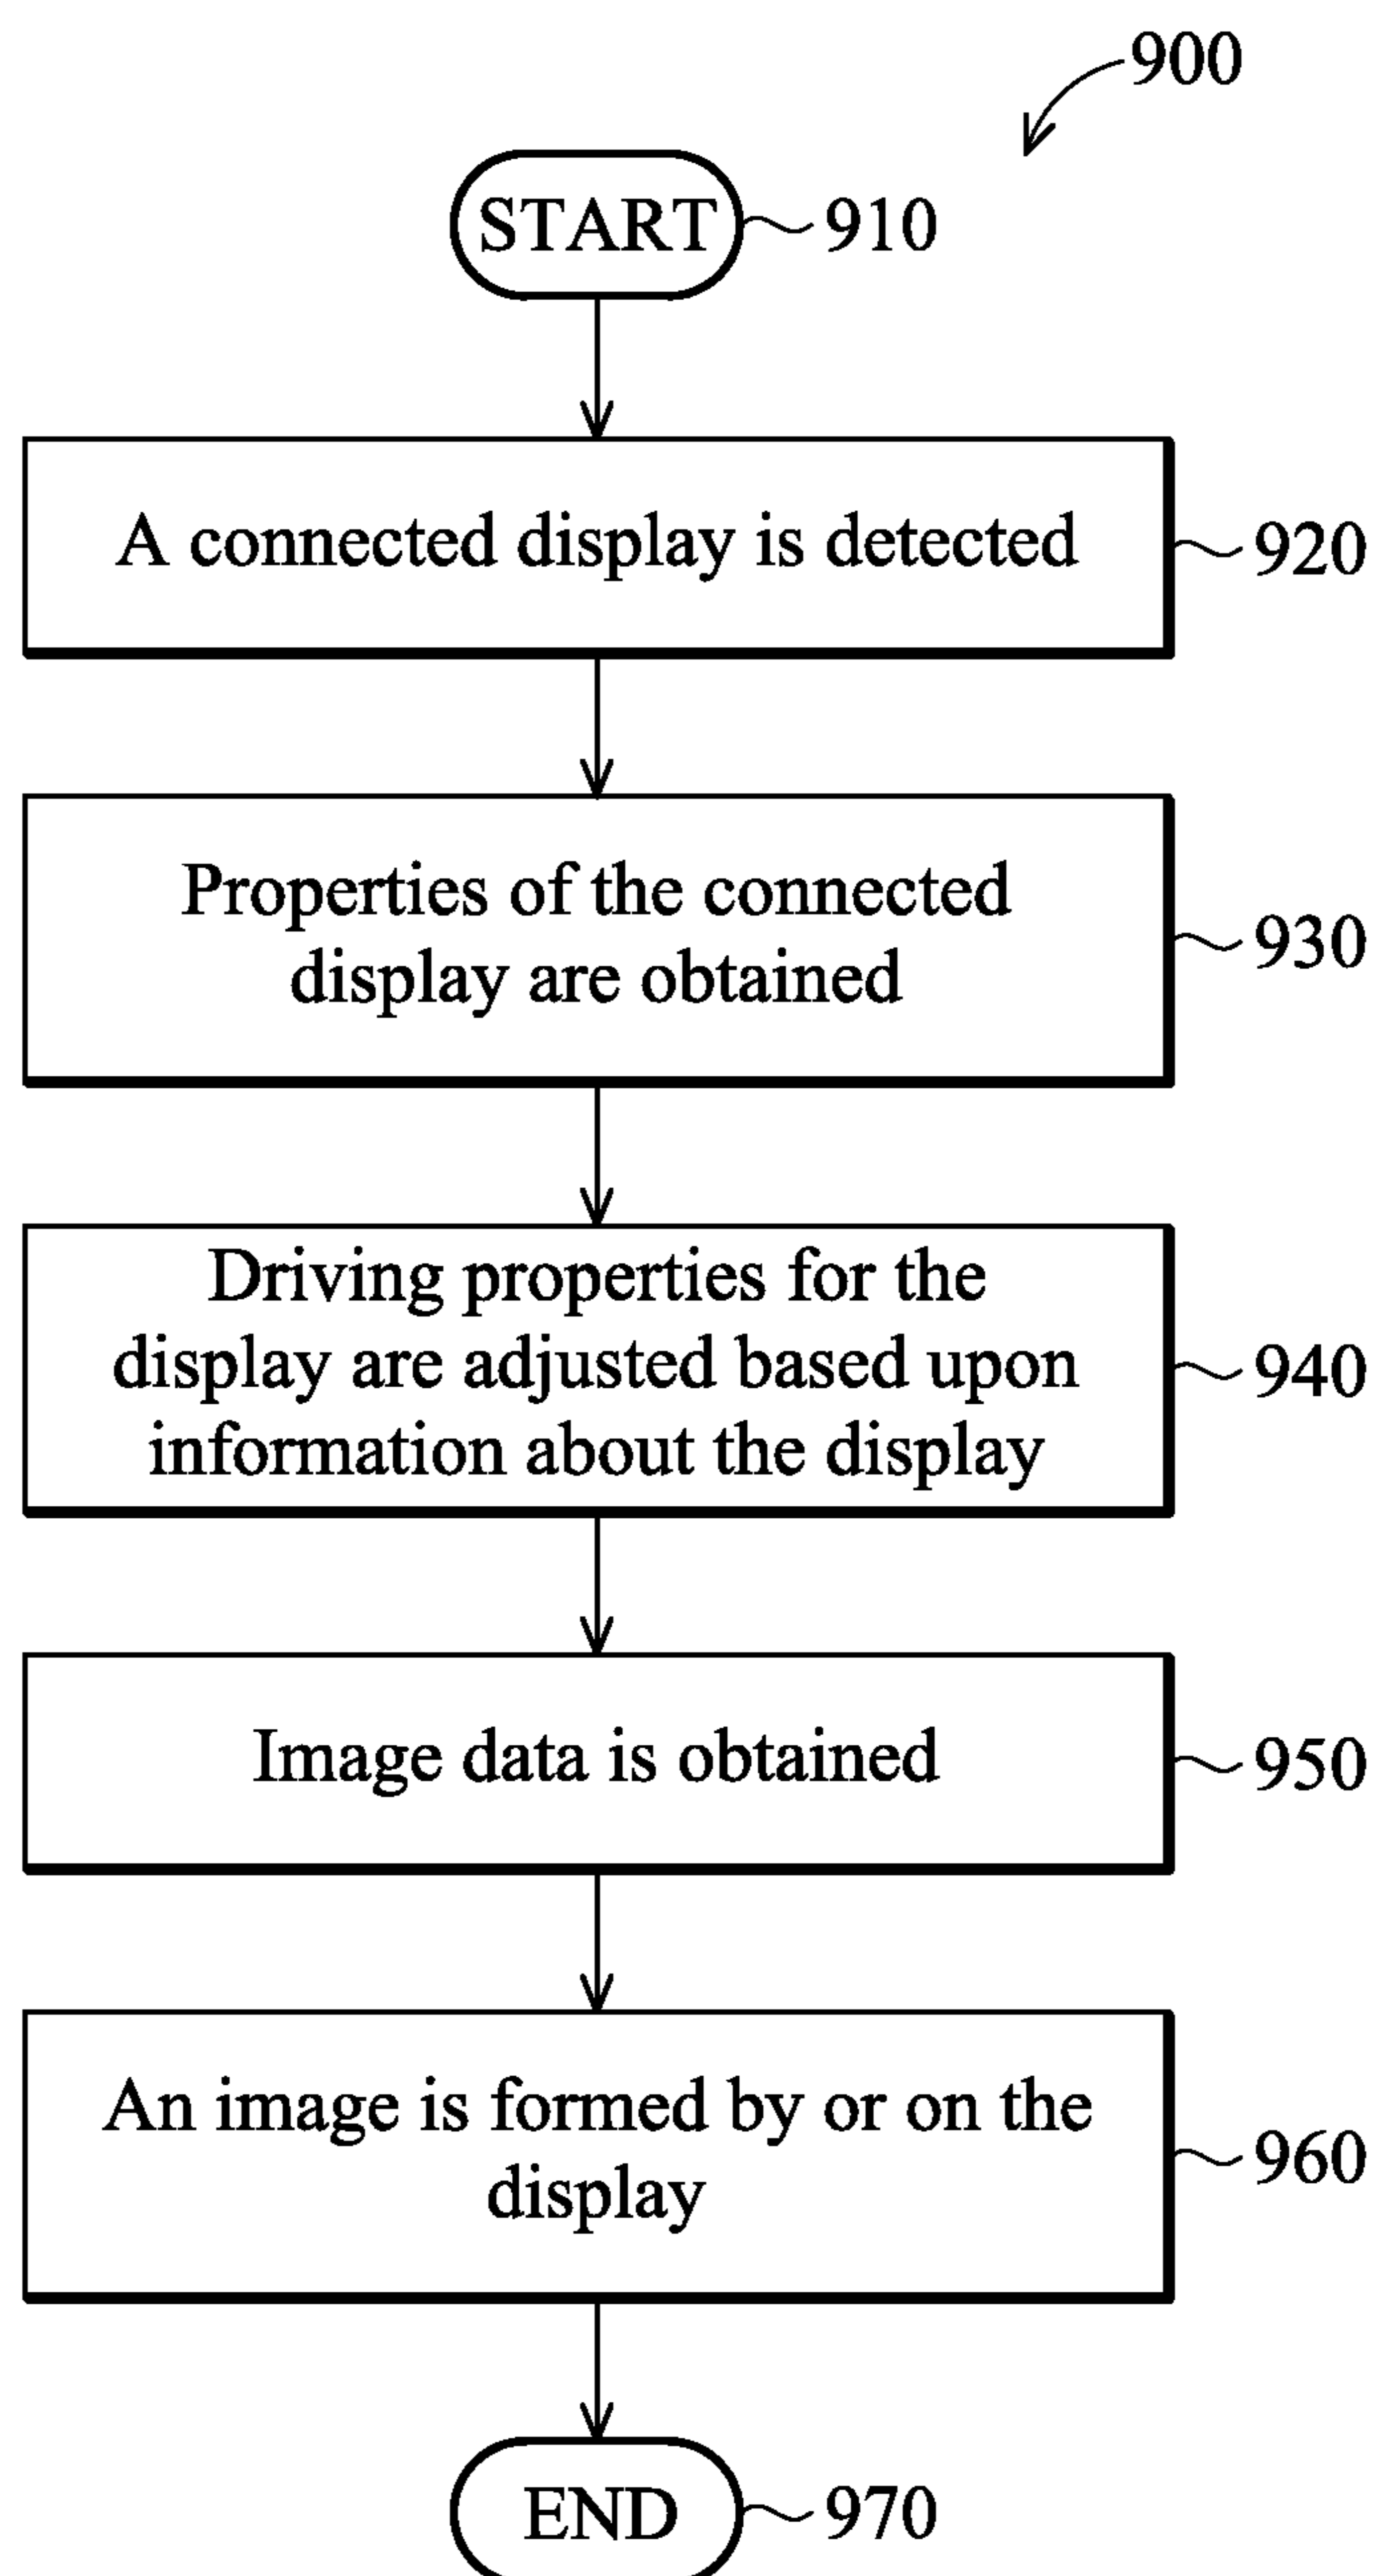 900
START
910
A connected display is detected
920
Properties of the connected
display are obtained
930
Driving properties for the
display are adjusted based upon
information about the display
940
Image data is obtained
950
An image is formed by or on the
display
960
END
970